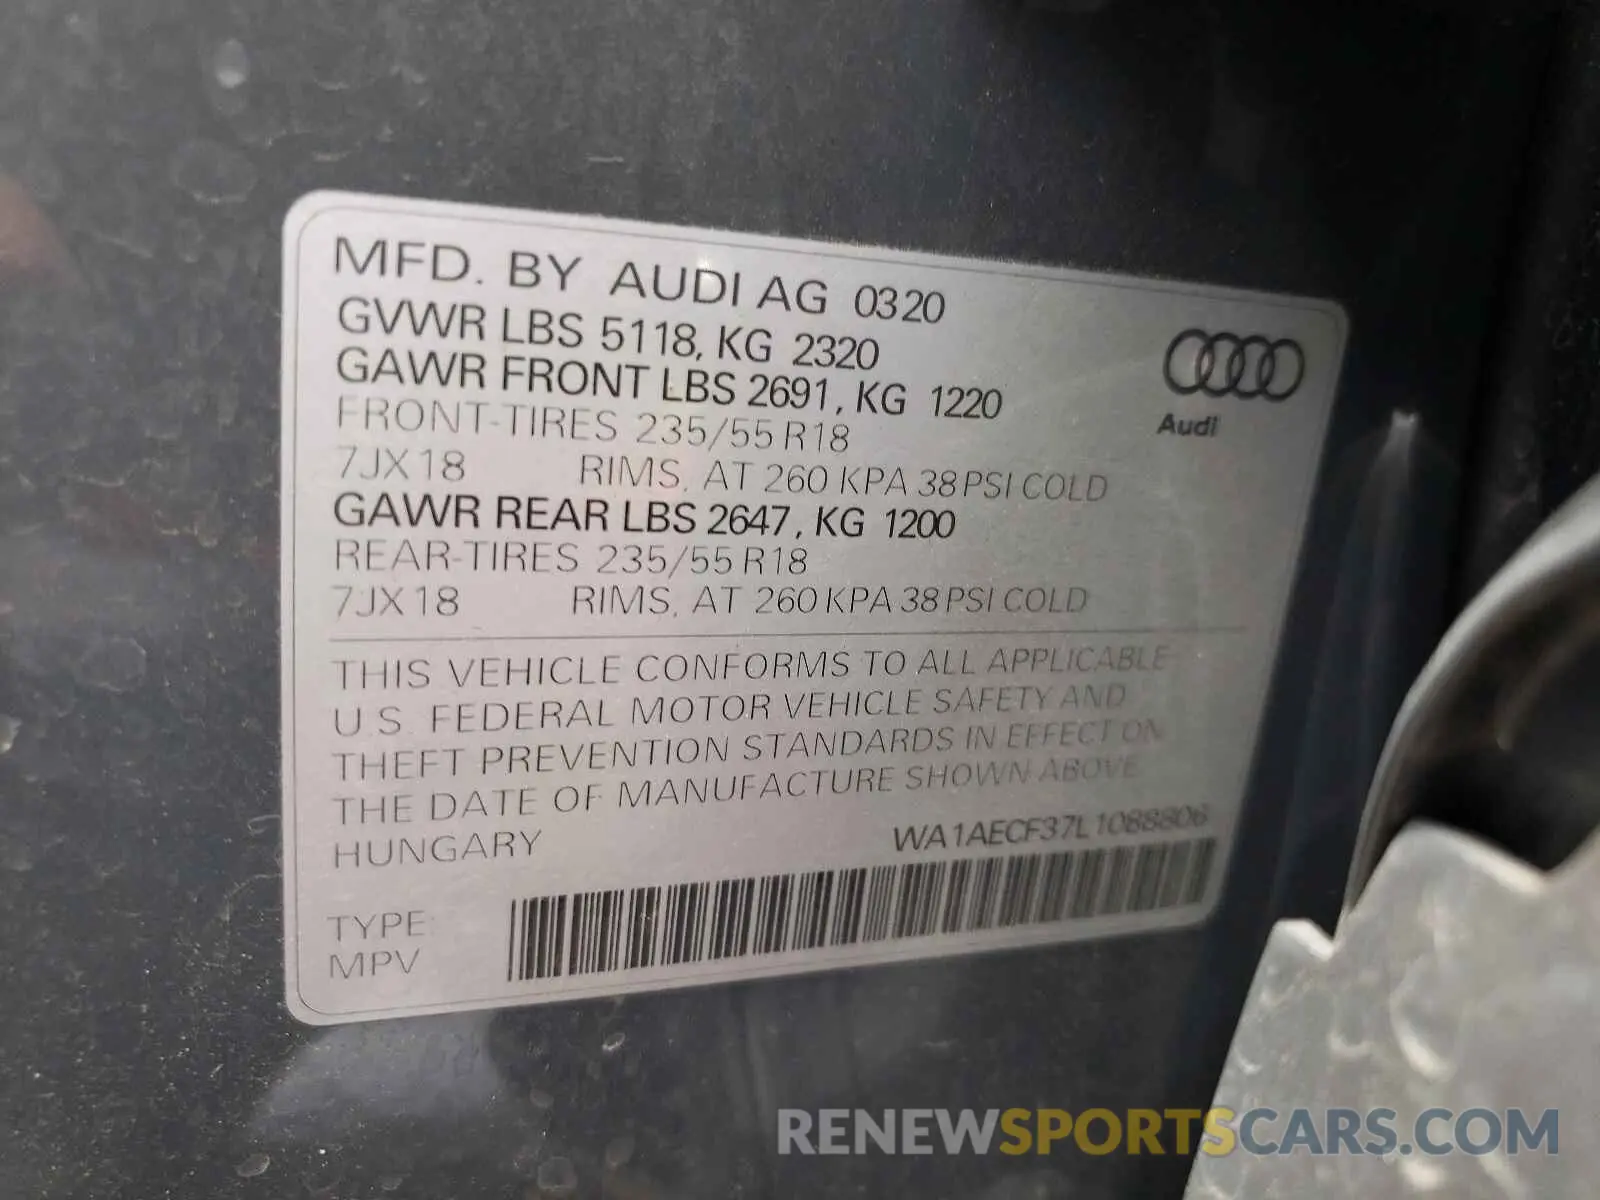 MFD. BY AUDI AG 0320
GVWR LBS 5118, KG 2320
GAWR FRONT LBS 2691, KG 1220
FRONT-TIRES 235/55 R18
7JX18 RIMS, AT 260 KPA 38 PSI COLD
GAWR REAR LBS 2647, KG 1200
REAR-TIRES 235/55 R18
7JX18 RIMS, AT 260 KPA 38 PSI COLD
Audi
THIS VEHICLE CONFORMS TO ALL APPLICABLE
U.S. FEDERAL MOTOR VEHICLE SAFETY AND
THEFT PREVENTION STANDARDS IN EFFECT ON
THE DATE OF MANUFACTURE SHOWN ABOVE
HUNGARY
WA1AECF37L1088806
TYPE:
MPV
RENEWSPORTSCARS.COM